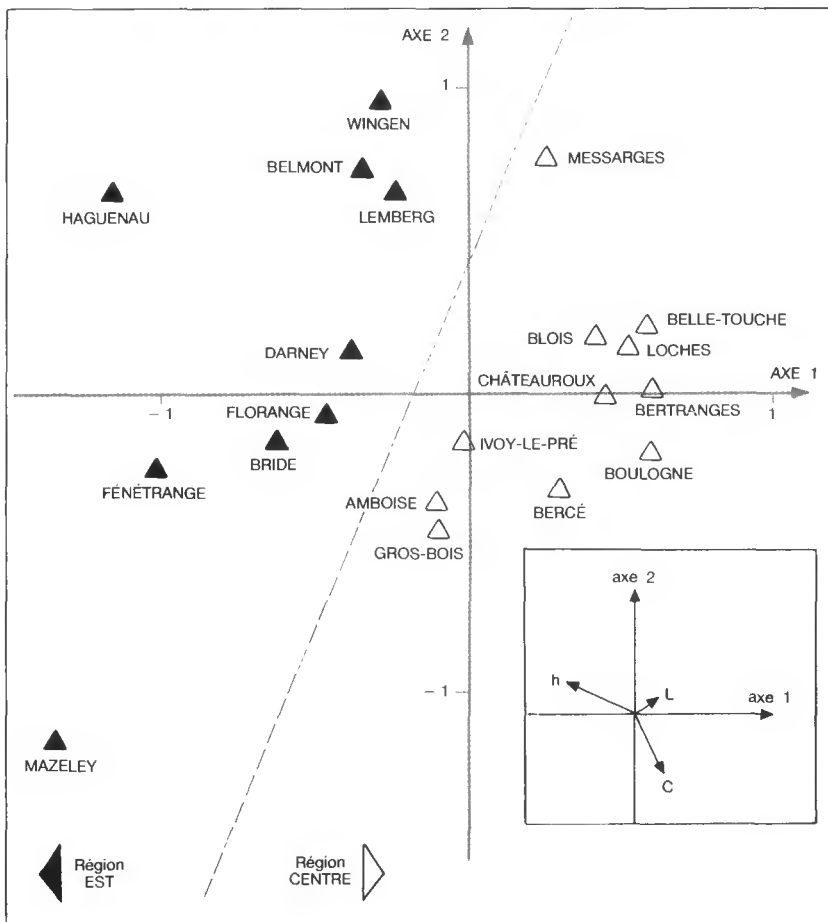 AXE 2
1
WINGEN
BELMONT
MESSARGES
HAGUENAU
LEMBERG
BELLE-TOUCHE
BLOIS
LOCHES
DARNEY
CHÂTEAUROUX
AXE 1
-1
1
FLORANGE
BERTRANGES
BRIDE
IVOY-LE-PRÉ
BOULOGNE
FÉNÉTRANGE
AMBOISE
BERCÉ
GROS-BOIS
axe 2
h
L
axe 1
-1
C
MAZELEY
Région
EST
Région
CENTRE